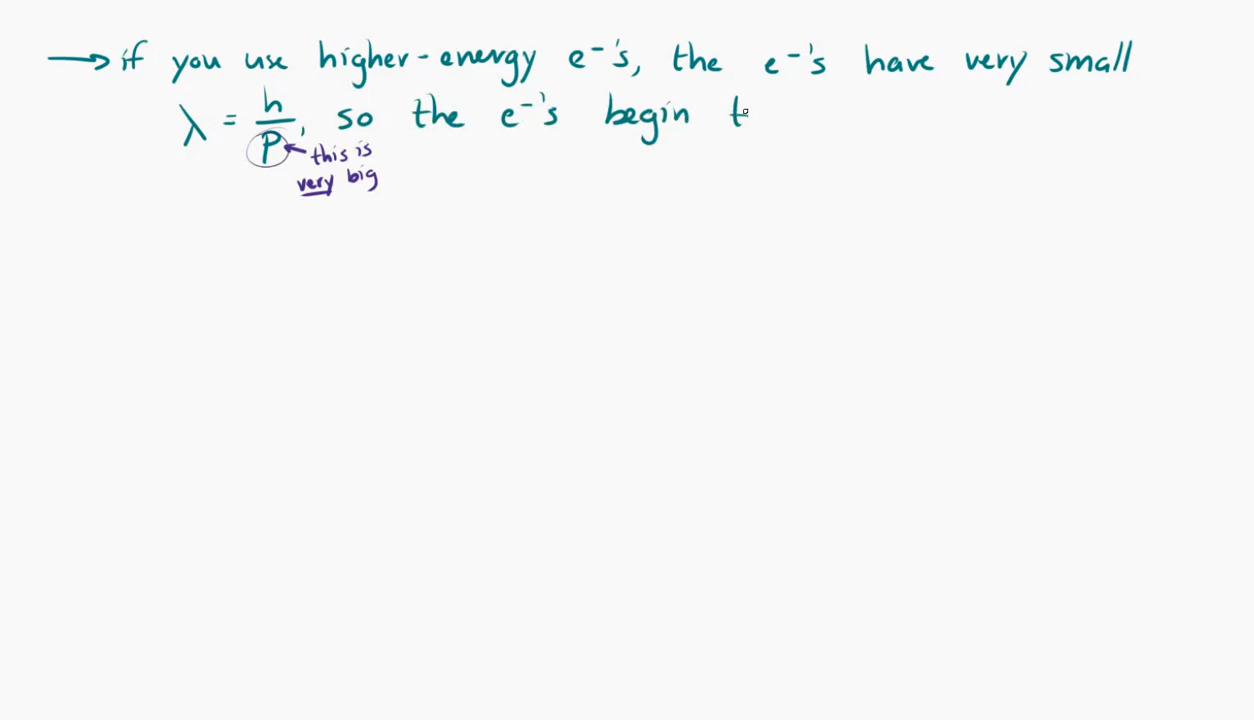 → if you use higher-energy e⁻'s, the e⁻'s have very small
λ = h/P, so the e⁻'s begin t
this is
very big